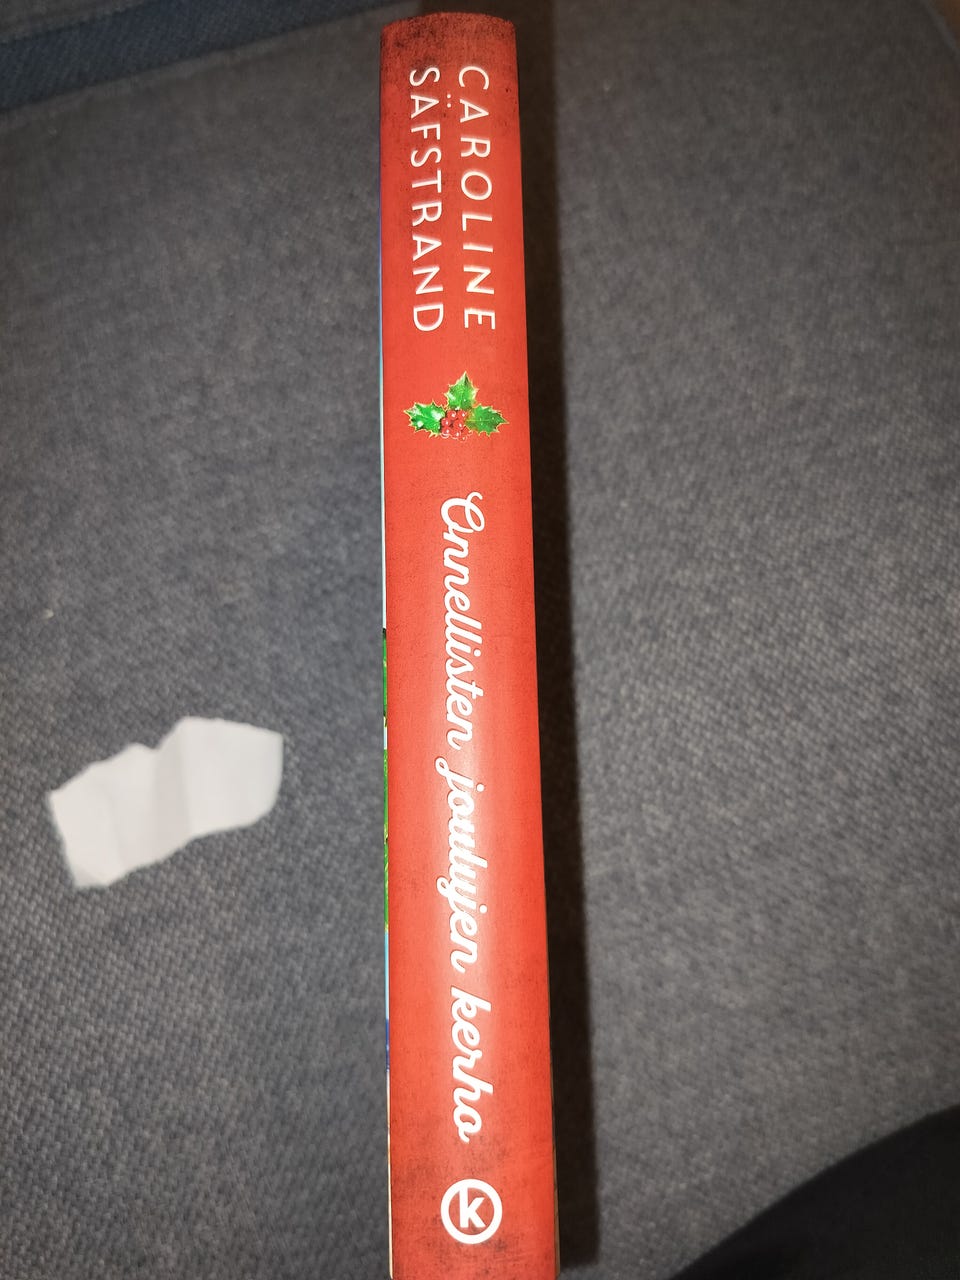 CAROLINE
SÄFSTRAND
Onnellisten joulujen kerho
k